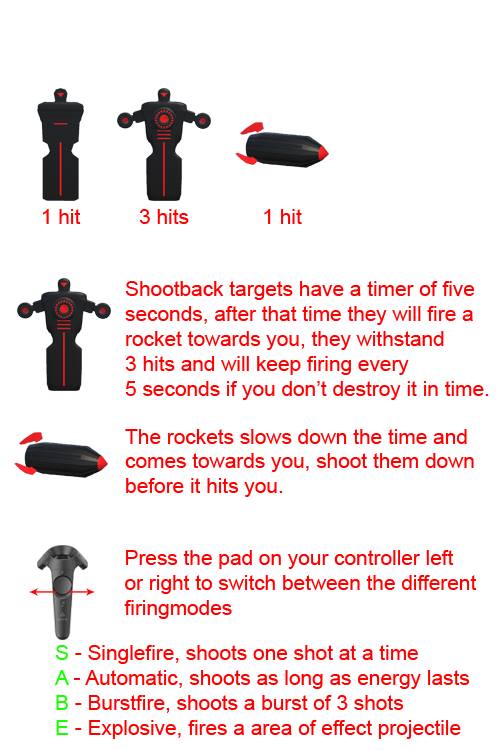 1 hit 3 hits 1 hit
Shootback targets have a timer of five
seconds, after that time they will fire a
rocket towards you, they withstand
3 hits and will keep firing every
5 seconds if you don't destroy it in time.
The rockets slows down the time and
comes towards you, shoot them down
before it hits you.
Press the pad on your controller left
or right to switch between the different
firingmodes
S - Singlefire, shoots one shot at a time
A - Automatic, shoots as long as energy lasts
B - Burstfire, shoots a burst of 3 shots
E - Explosive, fires a area of effect projectile